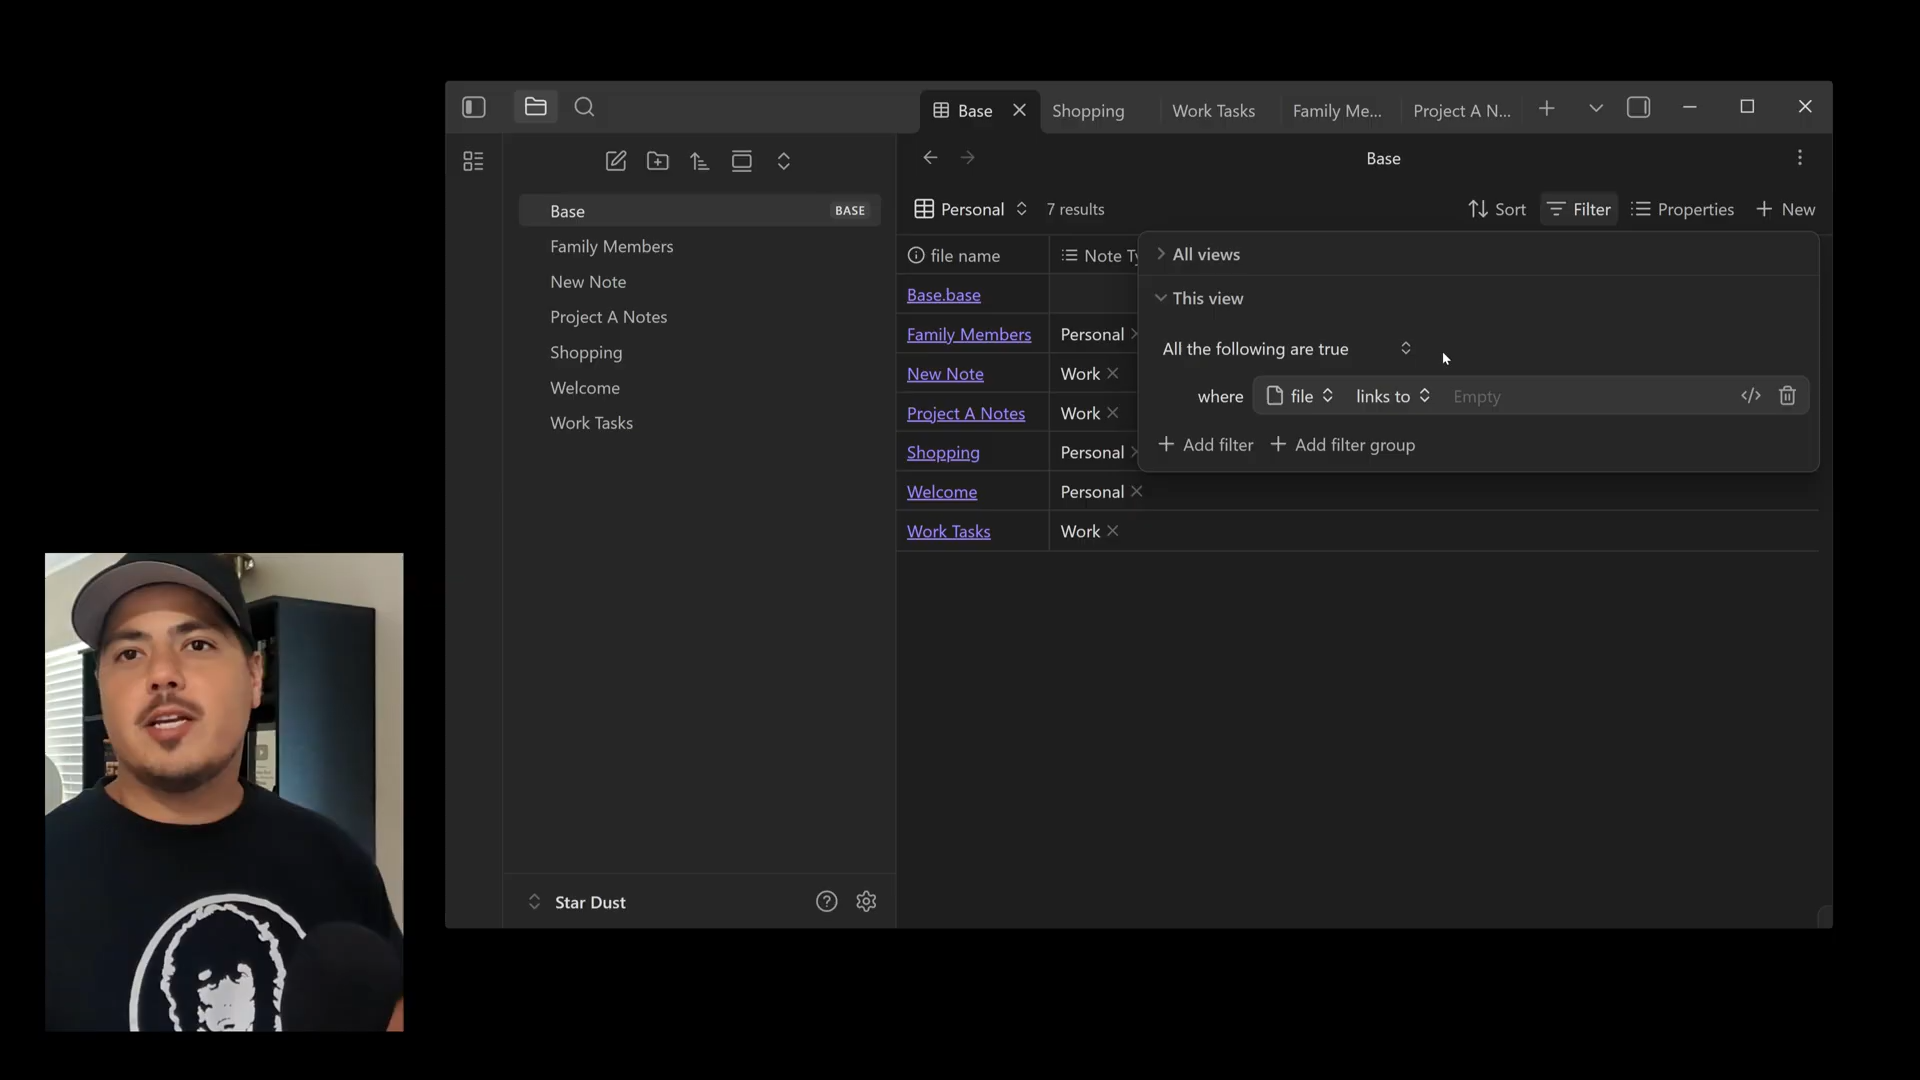 Base
Shopping
Work Tasks
Family Me...
Project A N...
Base
BASE
Family Members
New Note
Project A Notes
Shopping
Welcome
Work Tasks
Star Dust
Base
Personal
7 results
Sort
Filter
Properties
New
file name
Note Ty
Base.base
Family Members
Personal
New Note
Work
Project A Notes
Work
Shopping
Personal
Welcome
Personal
Work Tasks
Work
All views
This view
All the following are true
where
file
links to
Empty
Add filter
Add filter group